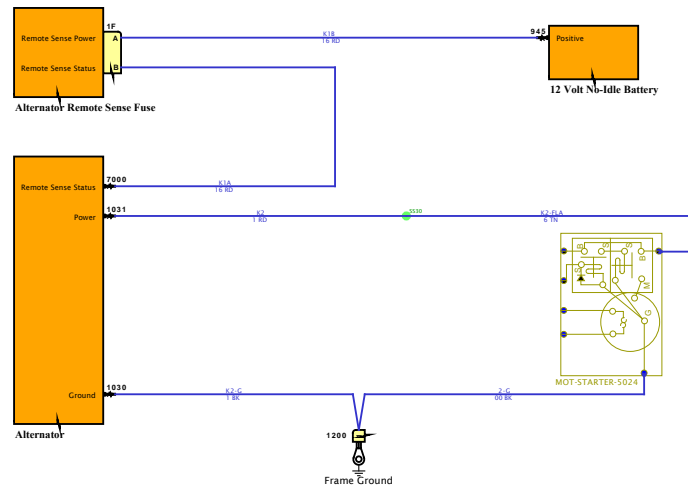 1F
Remote Sense Power
A
K1B
16 RD
945
Positive
Remote Sense Status
B
Alternator Remote Sense Fuse
12 Volt No-Idle Battery
7000
Remote Sense Status
K1A
16 RD
1031
Power
K2
1 RD
SS30
K2-FLA
6 TN
B
S
S
B
S
M
G
MOT-STARTER-5024
1030
Ground
K2-G
1 BK
2-G
00 BK
Alternator
1200
Frame Ground